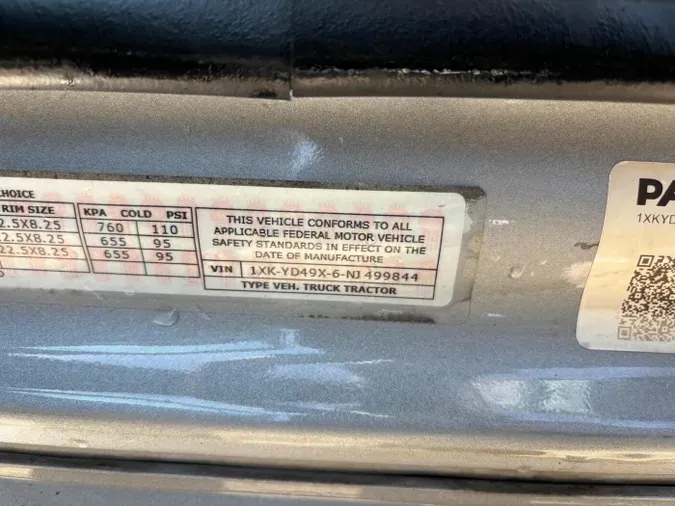 CHOICE
RIM SIZE
2.5X8.25
2.5X8.25
22.5X8.25
KPA COLD PSI
760 110
655 95
655 95
THIS VEHICLE CONFORMS TO ALL
APPLICABLE FEDERAL MOTOR VEHICLE
SAFETY STANDARDS IN EFFECT ON THE
DATE OF MANUFACTURE
VIN 1XK-YD49X-6-NJ 499844
TYPE VEH. TRUCK TRACTOR
PA
1XKYD